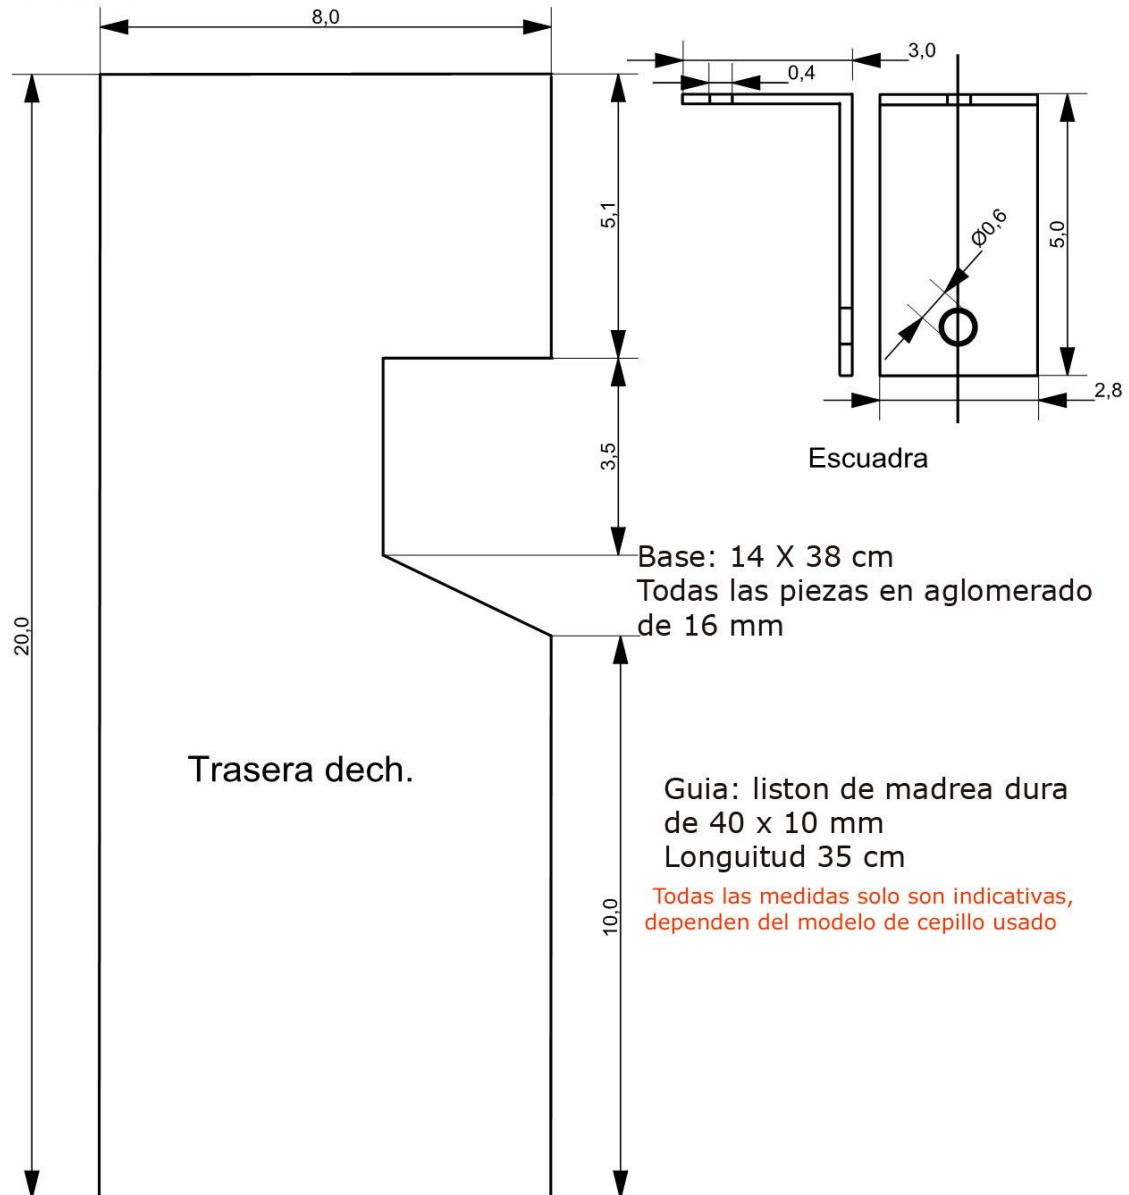 8,0
3,0
0,4
5,1
Ø0,6
5,0
2,8
Escuadra
3,5
Base: 14 X 38 cm
Todas las piezas en aglomerado
de 16 mm
20,0
Trasera dech.
Guia: liston de madrea dura
de 40 x 10 mm
Longuitud 35 cm
Todas las medidas solo son indicativas,
dependen del modelo de cepillo usado
10,0